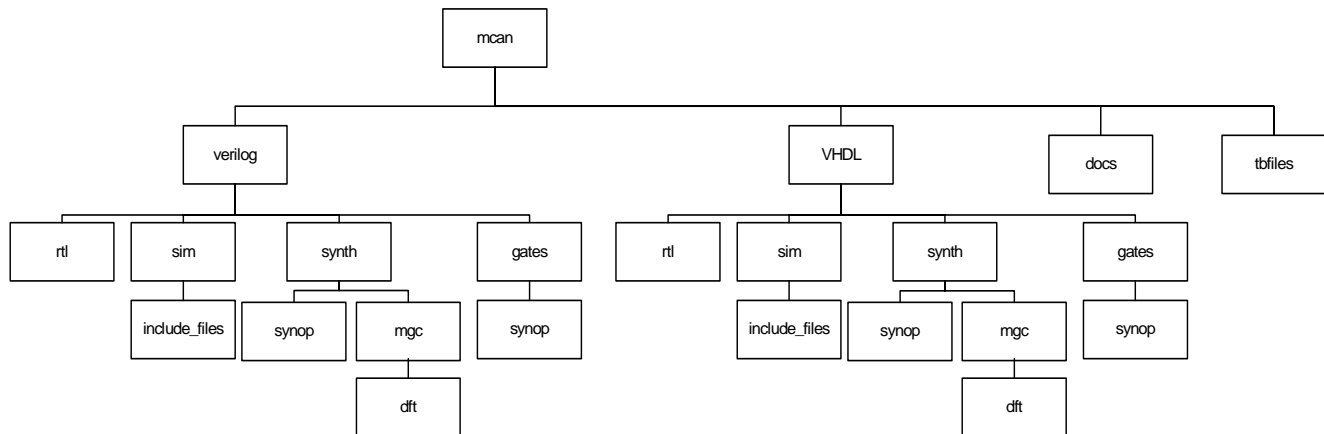 mcan
verilog
VHDL
docs
tbfiles
rtl
sim
synth
gates
rtl
sim
synth
gates
include_files
synop
mgc
synop
include_files
synop
mgc
synop
dft
dft